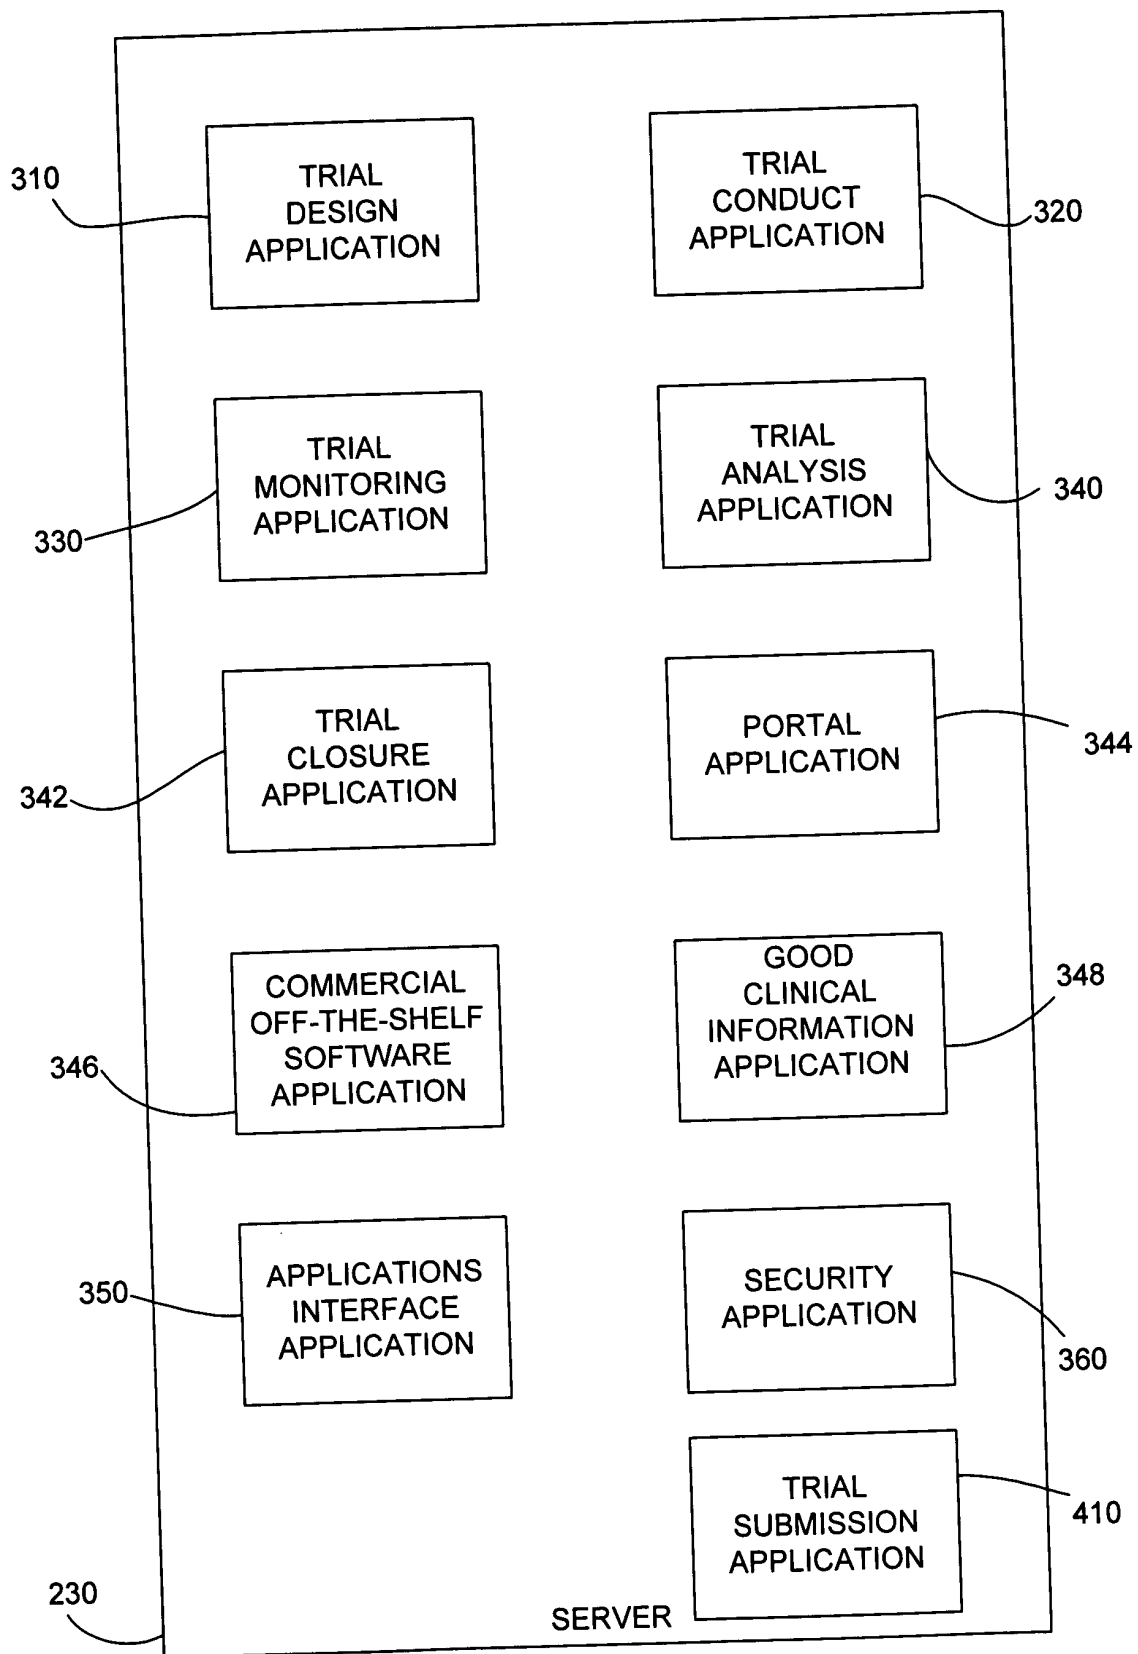 310
TRIAL
DESIGN
APPLICATION
TRIAL
CONDUCT
APPLICATION
320
TRIAL
MONITORING
APPLICATION
330
TRIAL
ANALYSIS
APPLICATION
340
TRIAL
CLOSURE
APPLICATION
342
PORTAL
APPLICATION
344
COMMERCIAL
OFF-THE-SHELF
SOFTWARE
APPLICATION
346
GOOD
CLINICAL
INFORMATION
APPLICATION
348
APPLICATIONS
INTERFACE
APPLICATION
350
SECURITY
APPLICATION
360
TRIAL
SUBMISSION
APPLICATION
410
230
SERVER